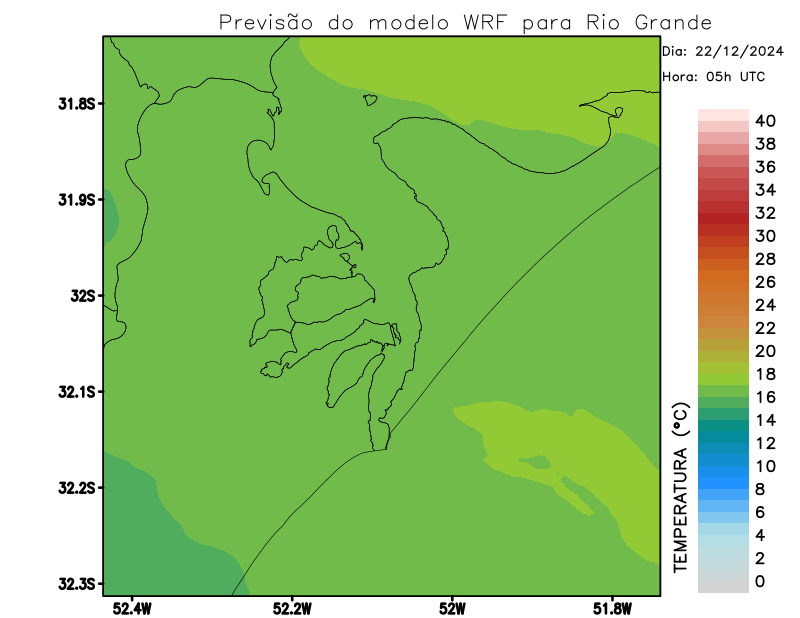 Previsão do modelo WRF para Rio Grande
Dia: 22/12/2024
Hora: 05h UTC
31.8S
31.9S
32S
32.1S
32.2S
32.3S
52.4W
52.2W
52W
51.8W
TEMPERATURA (°C)
40
38
36
34
32
30
28
26
24
22
20
18
16
14
12
10
8
6
4
2
0